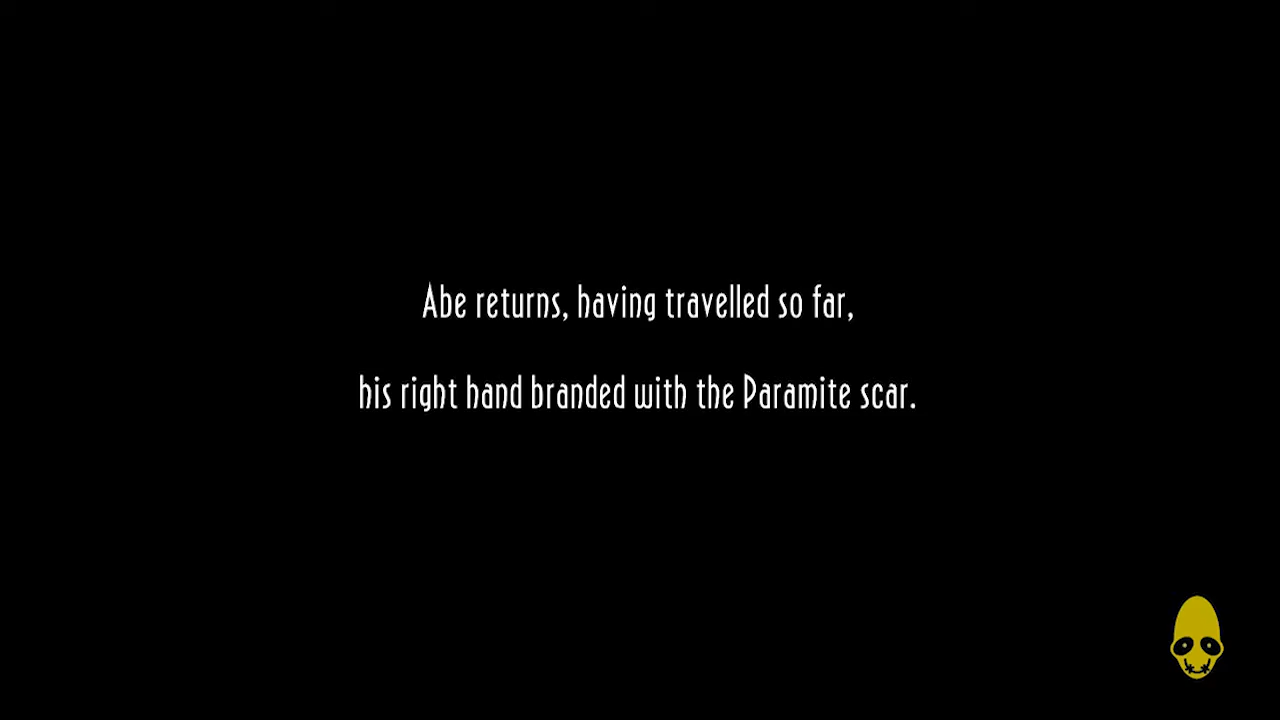 Abe returns, having travelled so far,
his right hand branded with the Paramite scar.